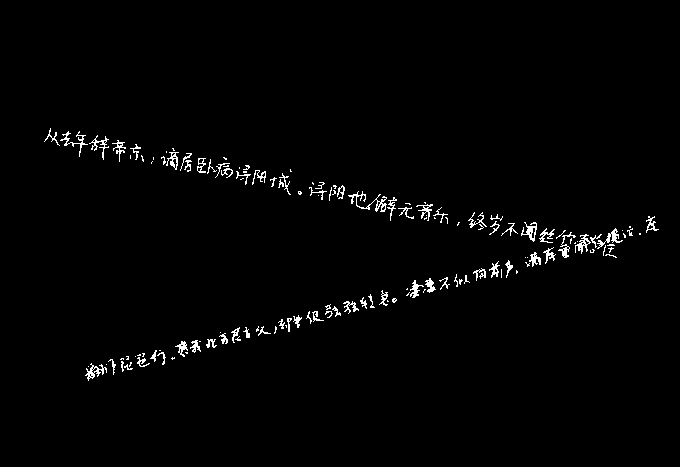 从去年辞帝京，谪居卧病浔阳城。浔阳地僻无音乐，终岁不闻丝竹
翻作琵琶行、感我此言良久，却坐促弦弦转急。凄凄不似向前声，满座重闻皆掩泣、座